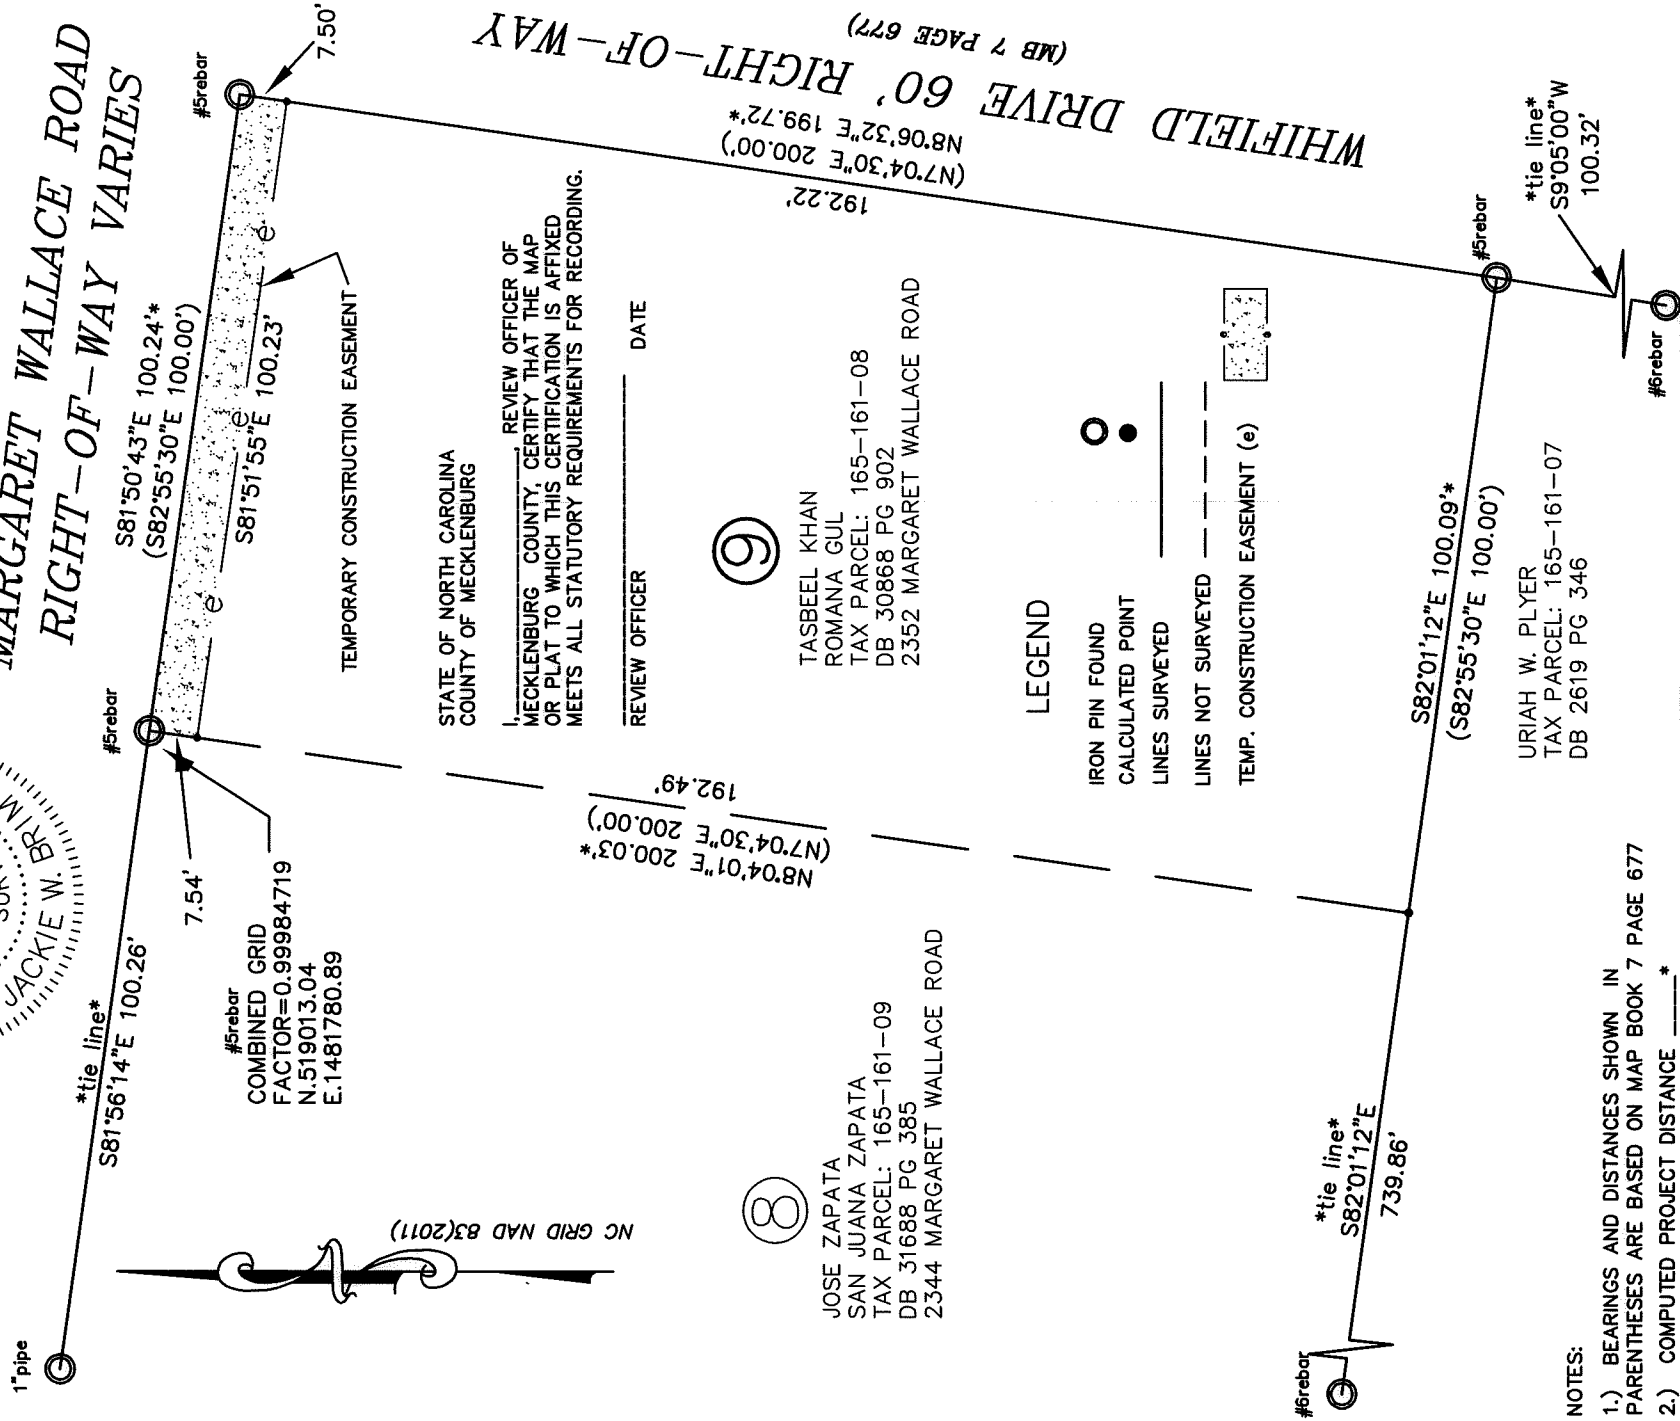 MARGARET WALLACE ROAD
RIGHT-OF-WAY VARIES
1"pipe
*tie line*
S81°56'14"E 100.26'
JACKIE W. BRIM
SUR
#5rebar
#5rebar
7.50'
7.54'
S81°50'43"E 100.24'*
(S82°55'30"E 100.00')
e
e
e
S81°51'55"E 100.23'
TEMPORARY CONSTRUCTION EASEMENT
#5rebar
COMBINED GRID
FACTOR=0.99984719
N.519013.04
E.1481780.89
STATE OF NORTH CAROLINA
COUNTY OF MECKLENBURG
I,__________, REVIEW OFFICER OF
MECKLENBURG COUNTY, CERTIFY THAT THE MAP
OR PLAT TO WHICH THIS CERTIFICATION IS AFFIXED
MEETS ALL STATUTORY REQUIREMENTS FOR RECORDING.
REVIEW OFFICER DATE
WHIFIELD DRIVE 60' RIGHT-OF-WAY
(MB 7 PAGE 677)
N8°06'32"E 199.72'*
(N7°04'30"E 200.00')
192.22'
NC GRID NAD 83(2011)
192.49'
(N7°04'30"E 200.00')
N8°04'01"E 200.03'*
8
JOSE ZAPATA
SAN JUANA ZAPATA
TAX PARCEL: 165-161-09
DB 31688 PG 385
2344 MARGARET WALLACE ROAD
9
TASBEEL KHAN
ROMANA GUL
TAX PARCEL: 165-161-08
DB 30868 PG 902
2352 MARGARET WALLACE ROAD
LEGEND
IRON PIN FOUND
CALCULATED POINT
LINES SURVEYED
LINES NOT SURVEYED
TEMP. CONSTRUCTION EASEMENT (e)
e
e
#5rebar
*tie line*
S9°05'00"W
100.32'
#6rebar
*tie line*
S82°01'12"E
739.86'
#6rebar
S82°01'12"E 100.09'*
(S82°55'30"E 100.00')
URIAH W. PLYER
TAX PARCEL: 165-161-07
DB 2619 PG 346
NOTES:
1.) BEARINGS AND DISTANCES SHOWN IN
PARENTHESES ARE BASED ON MAP BOOK 7 PAGE 677
2.) COMPUTED PROJECT DISTANCE _____*